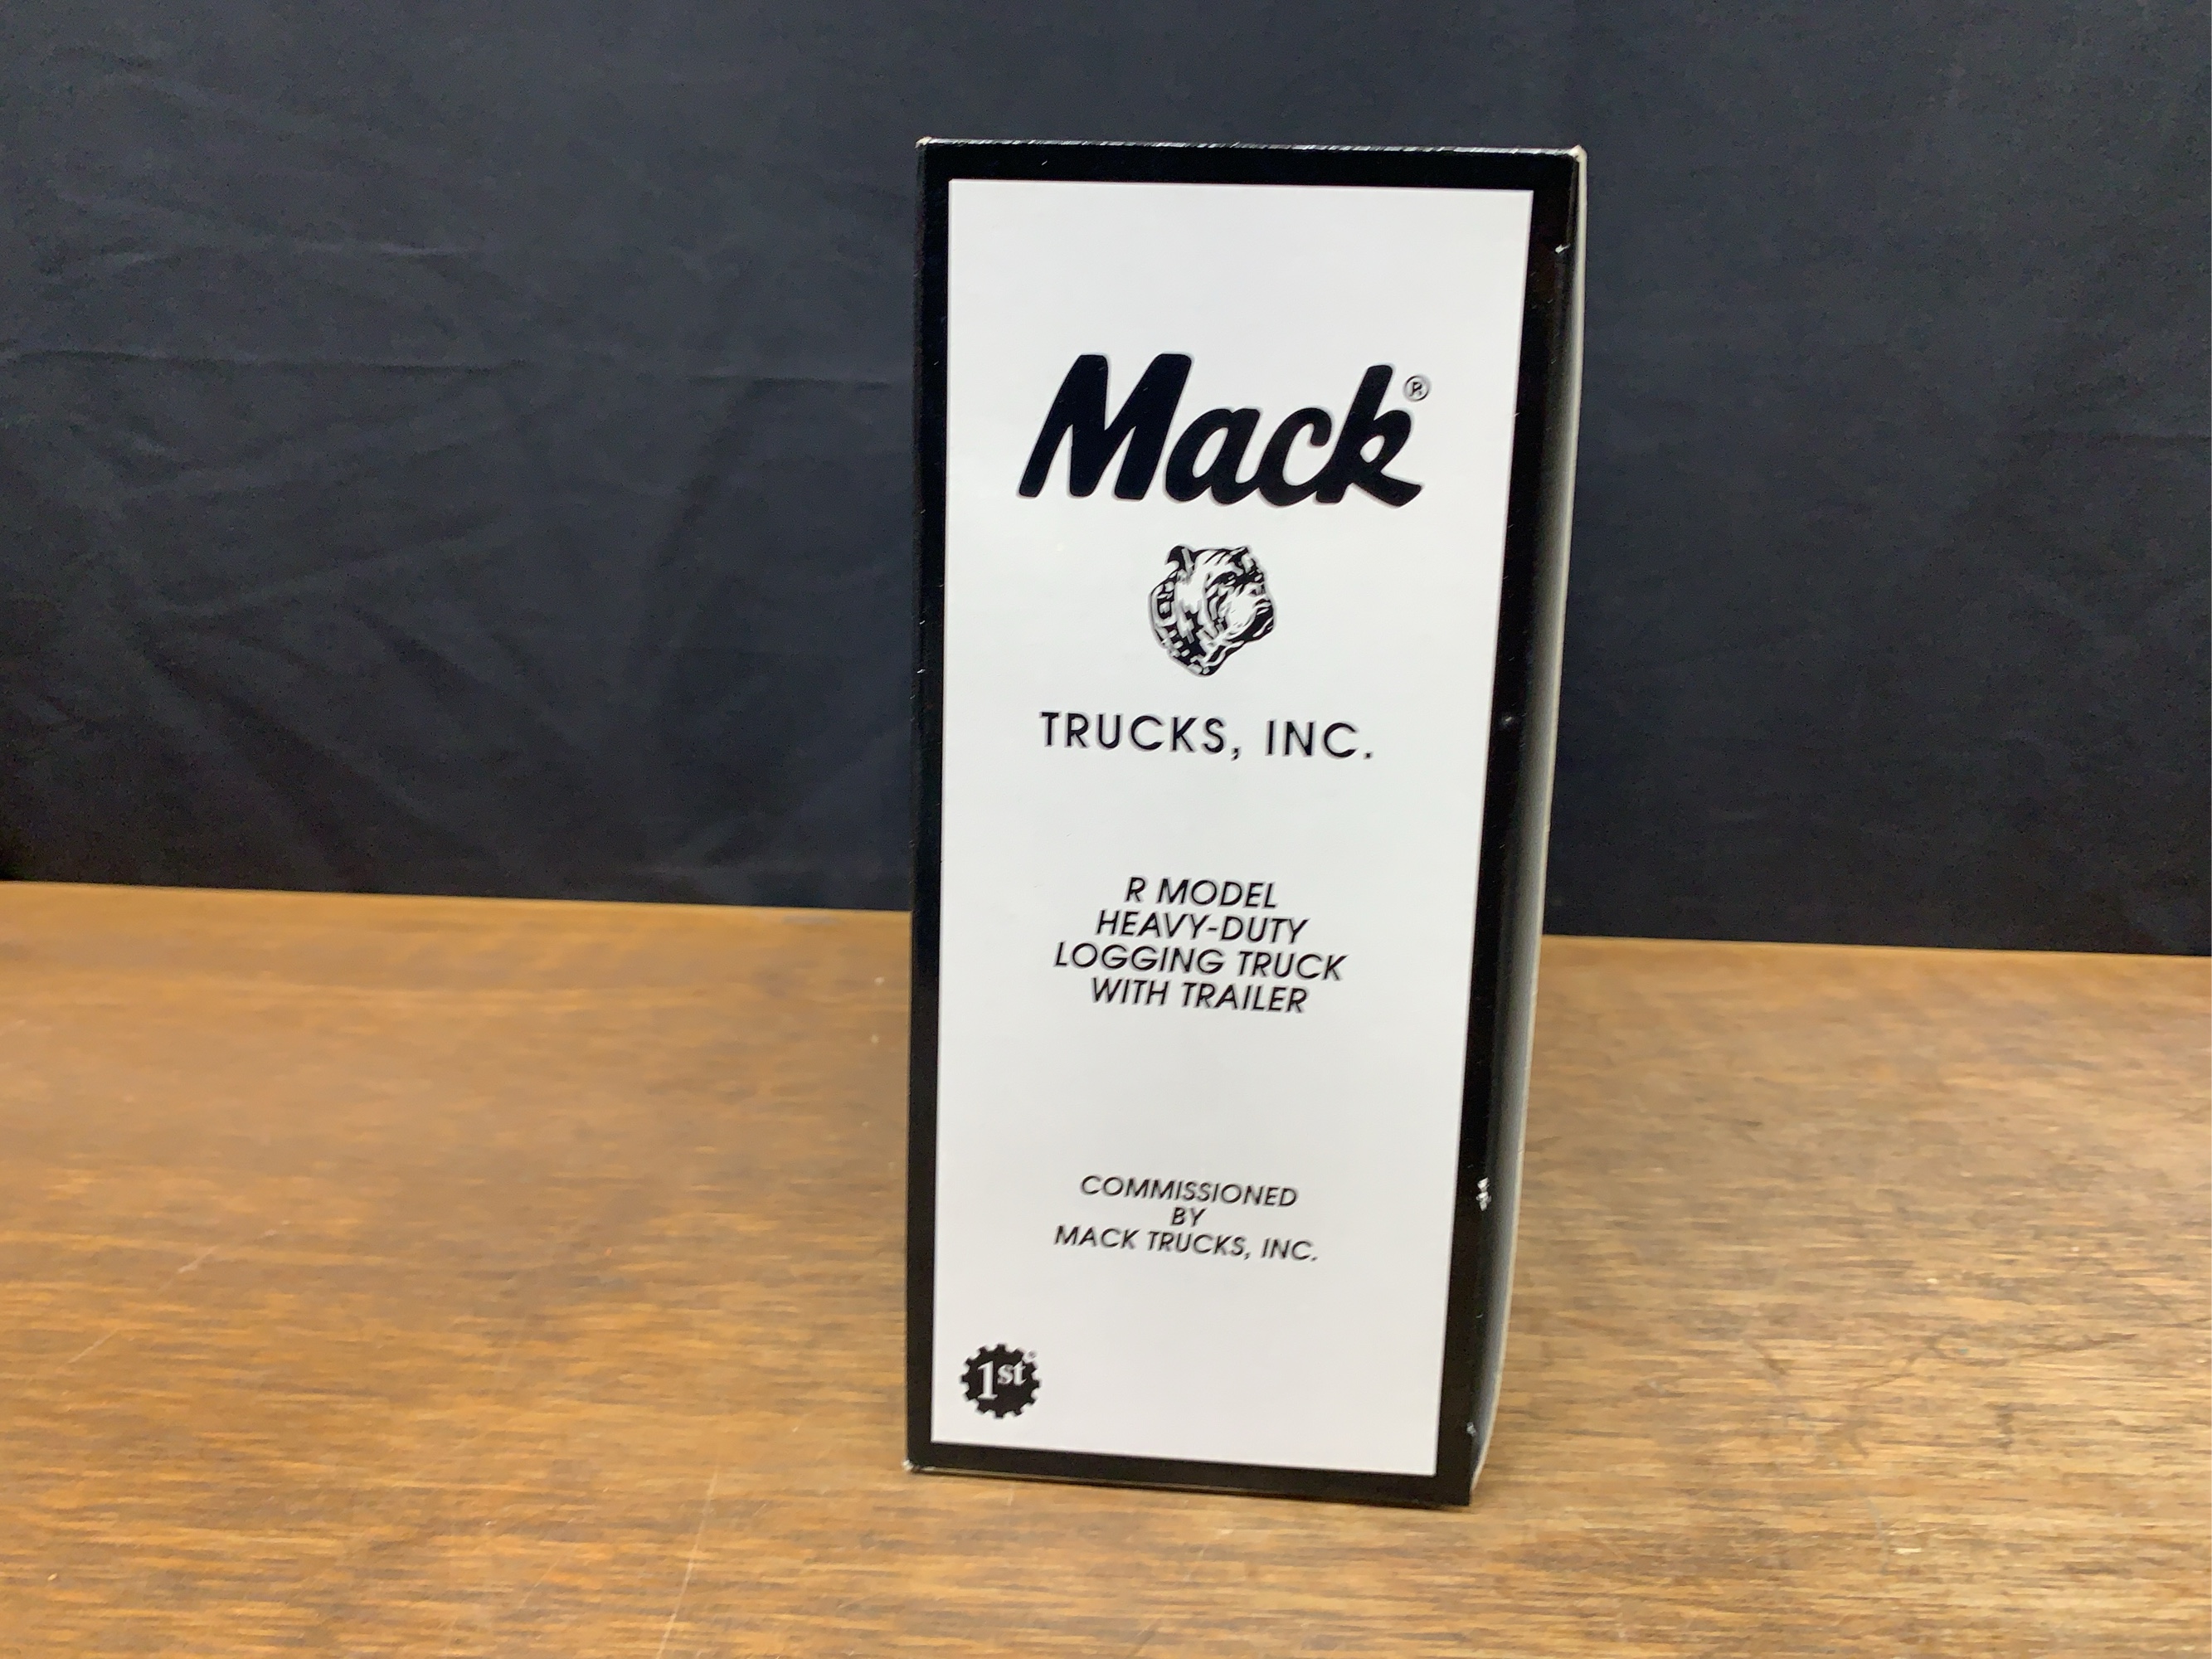 Mack®
TRUCKS, INC.
R MODEL
HEAVY-DUTY
LOGGING TRUCK
WITH TRAILER
COMMISSIONED
BY
MACK TRUCKS, INC.
1st